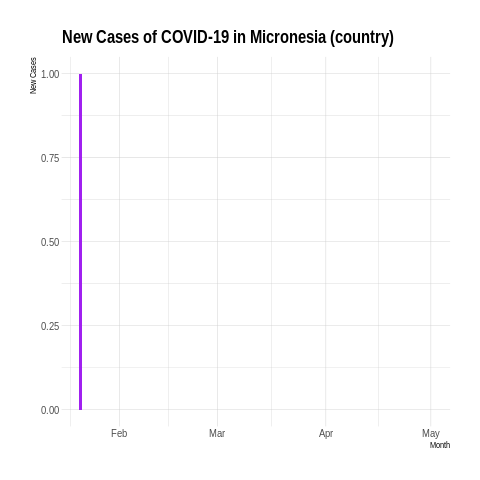 New Cases of COVID-19 in Micronesia (country)
New Cases
1.00
0.75
0.50
0.25
0.00
Feb Mar Apr May
Month